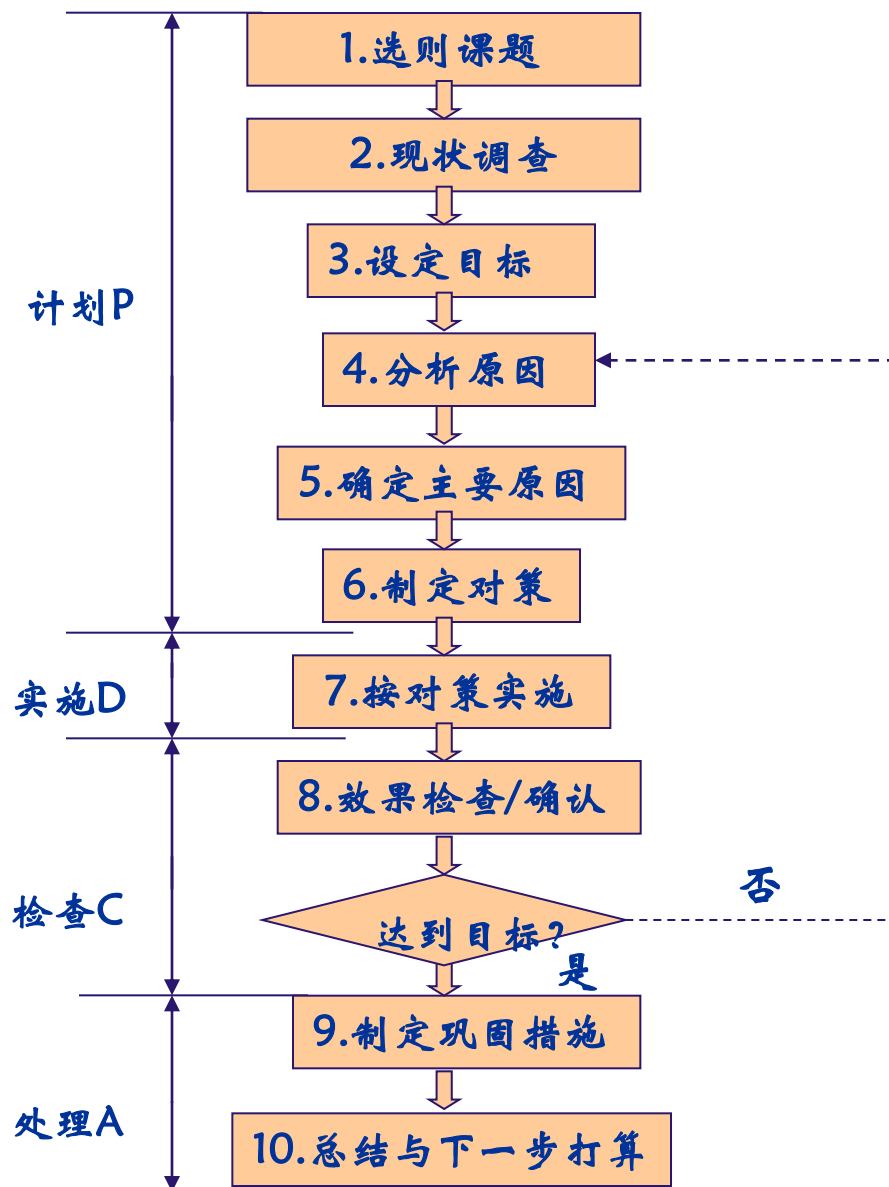 1.选则课题
2.现状调查
3.设定目标
计划P
4.分析原因
5.确定主要原因
6.制定对策
实施D
7.按对策实施
8.效果检查/确认
否
检查C
达到目标?
是
9.制定巩固措施
处理A
10.总结与下一步打算